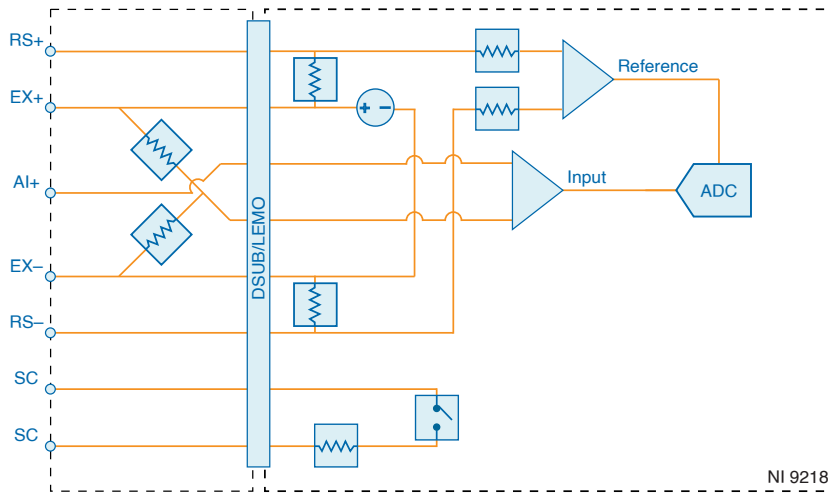 RS+
EX+
AI+
EX–
RS–
SC
SC
DSUB/LEMO
+ –
Reference
Input
ADC
NI 9218